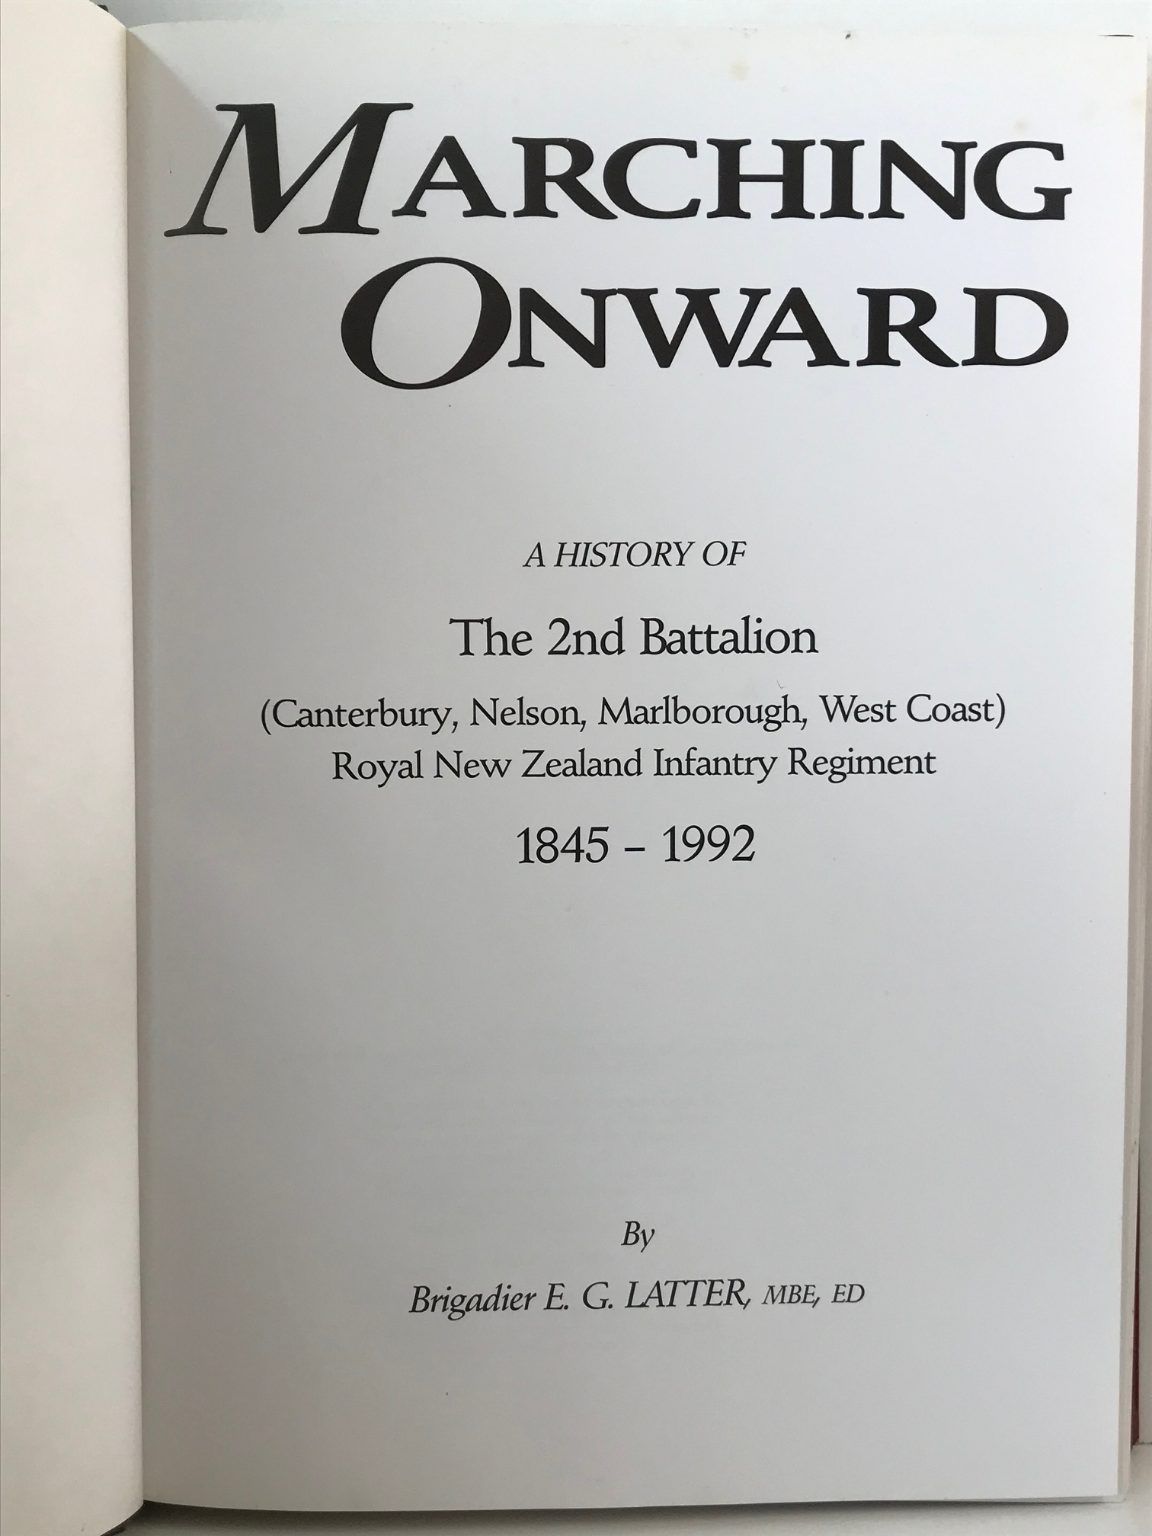 MARCHING
ONWARD
A HISTORY OF
The 2nd Battalion
(Canterbury, Nelson, Marlborough, West Coast)
Royal New Zealand Infantry Regiment
1845 – 1992
By
Brigadier E. G. LATTER, MBE, ED